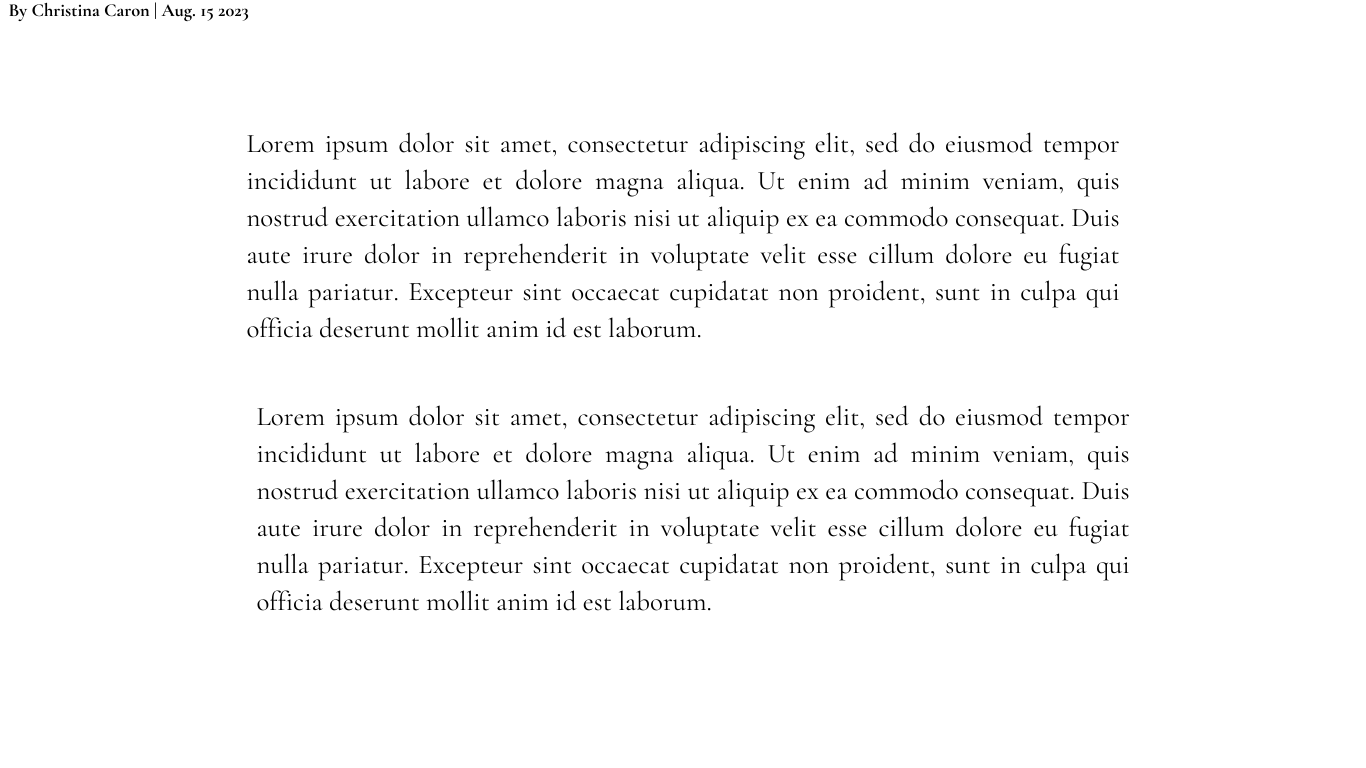 By Christina Caron | Aug. 15 2023
Lorem ipsum dolor sit amet, consectetur adipiscing elit, sed do eiusmod tempor
incididunt ut labore et dolore magna aliqua. Ut enim ad minim veniam, quis
nostrud exercitation ullamco laboris nisi ut aliquip ex ea commodo consequat. Duis
aute irure dolor in reprehenderit in voluptate velit esse cillum dolore eu fugiat
nulla pariatur. Excepteur sint occaecat cupidatat non proident, sunt in culpa qui
officia deserunt mollit anim id est laborum.
Lorem ipsum dolor sit amet, consectetur adipiscing elit, sed do eiusmod tempor
incididunt ut labore et dolore magna aliqua. Ut enim ad minim veniam, quis
nostrud exercitation ullamco laboris nisi ut aliquip ex ea commodo consequat. Duis
aute irure dolor in reprehenderit in voluptate velit esse cillum dolore eu fugiat
nulla pariatur. Excepteur sint occaecat cupidatat non proident, sunt in culpa qui
officia deserunt mollit anim id est laborum.